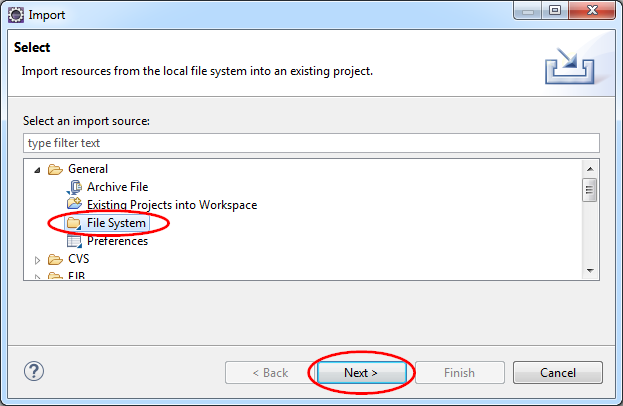 Import
Select
Import resources from the local file system into an existing project.
Select an import source:
type filter text
General
Archive File
Existing Projects into Workspace
File System
Preferences
CVS
EJB
?
< Back
Next >
Finish
Cancel